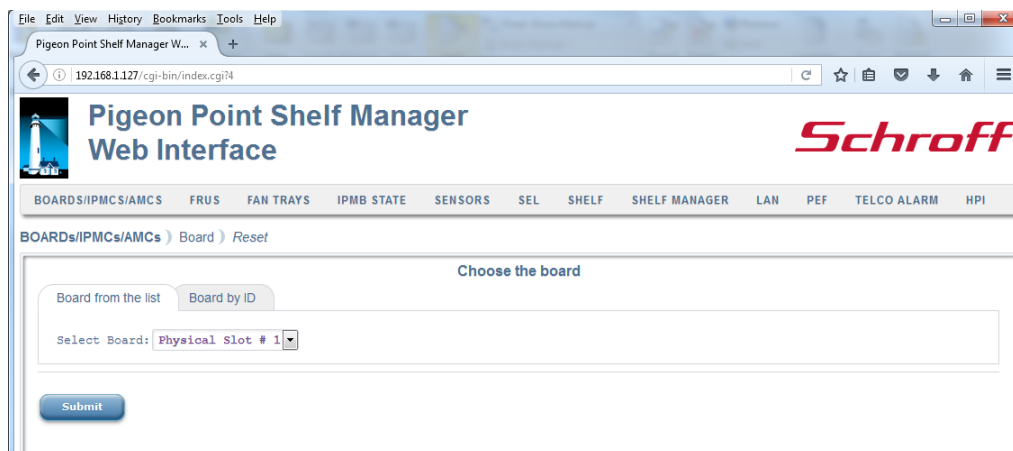 File Edit View History Bookmarks Tools Help
Pigeon Point Shelf Manager W... × +
192.168.1.127/cgi-bin/index.cgi?4
Pigeon Point Shelf Manager
Web Interface
Schroff
BOARDS/IPMCS/AMCS FRUS FAN TRAYS IPMB STATE SENSORS SEL SHELF SHELF MANAGER LAN PEF TELCO ALARM HPI
BOARDs/IPMCs/AMCs ) Board ) Reset
Choose the board
Board from the list Board by ID
Select Board: Physical Slot # 1
Submit